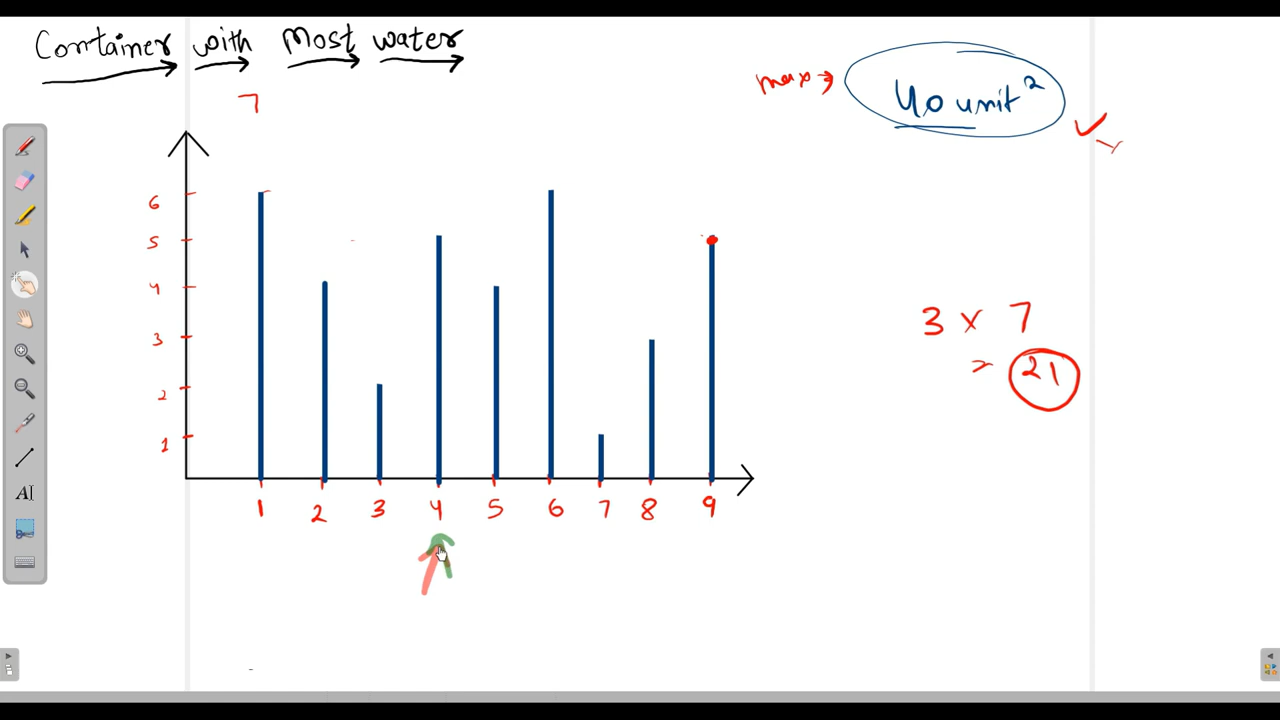 Container with Most water
max →
40 unit²
7
6
5
4
3
2
1
3 x 7
= 21
1 2 3 4 5 6 7 8 9
AI